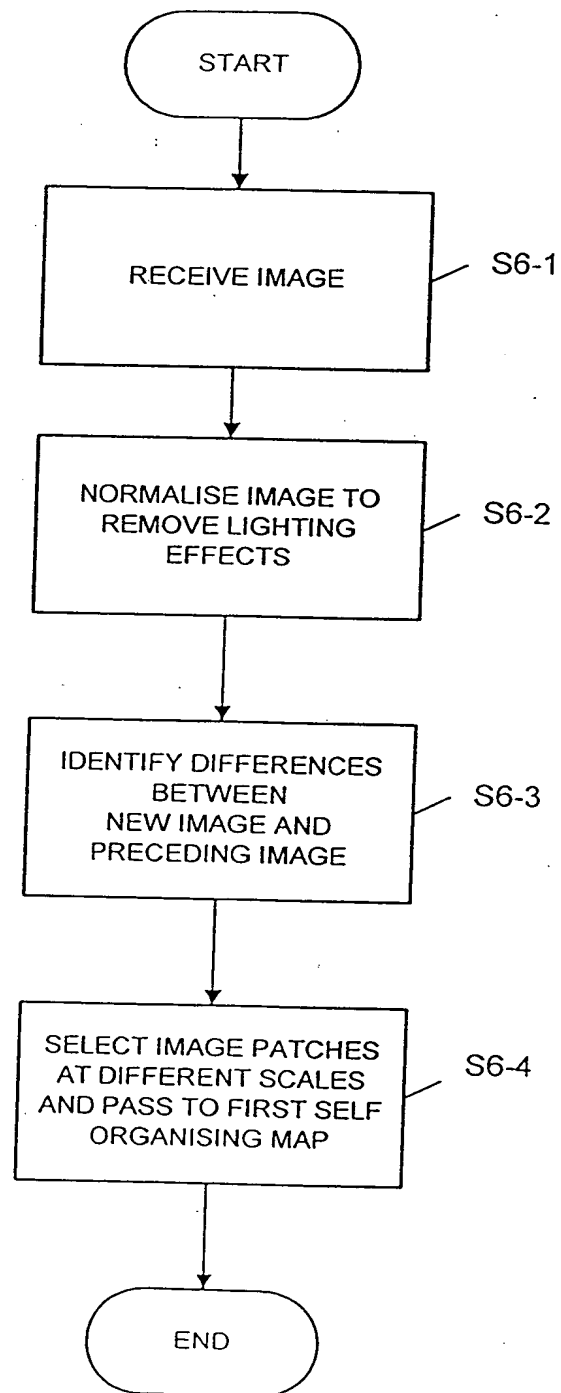 START
RECEIVE IMAGE
S6-1
NORMALISE IMAGE TO
REMOVE LIGHTING
EFFECTS
S6-2
IDENTIFY DIFFERENCES
BETWEEN
NEW IMAGE AND
PRECEDING IMAGE
S6-3
SELECT IMAGE PATCHES
AT DIFFERENT SCALES
AND PASS TO FIRST SELF
ORGANISING MAP
S6-4
END